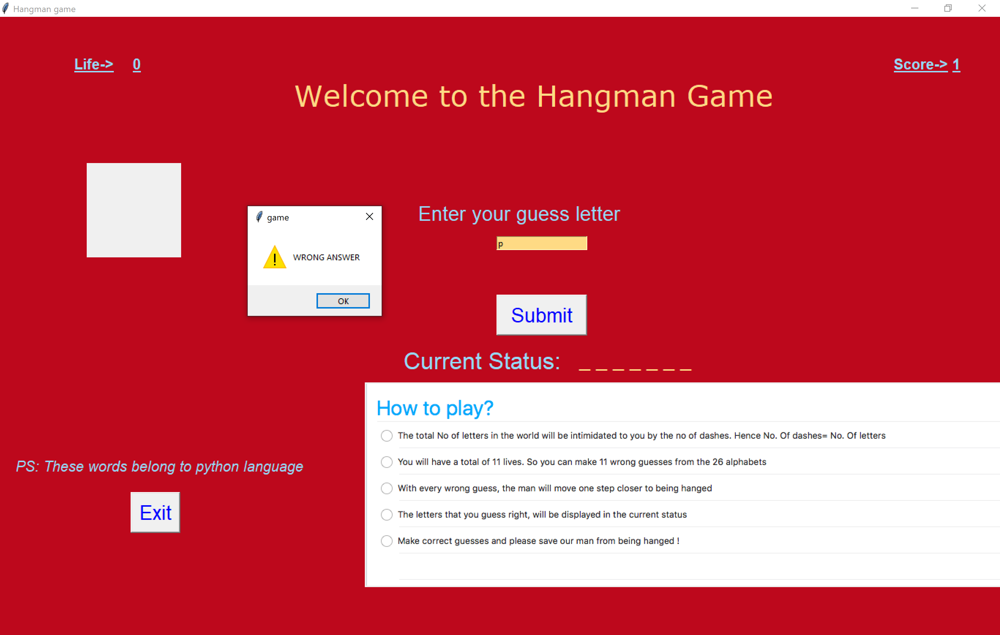 Hangman game
Life-> 0
Score-> 1
Welcome to the Hangman Game
Enter your guess letter
game
p
WRONG ANSWER
OK
Submit
Current Status: _ _ _ _ _ _ _
How to play?
The total No of letters in the world will be intimidated to you by the no of dashes. Hence No. Of dashes= No. Of letters
You will have a total of 11 lives. So you can make 11 wrong guesses from the 26 alphabets
With every wrong guess, the man will move one step closer to being hanged
The letters that you guess right, will be displayed in the current status
Make correct guesses and please save our man from being hanged !
PS: These words belong to python language
Exit